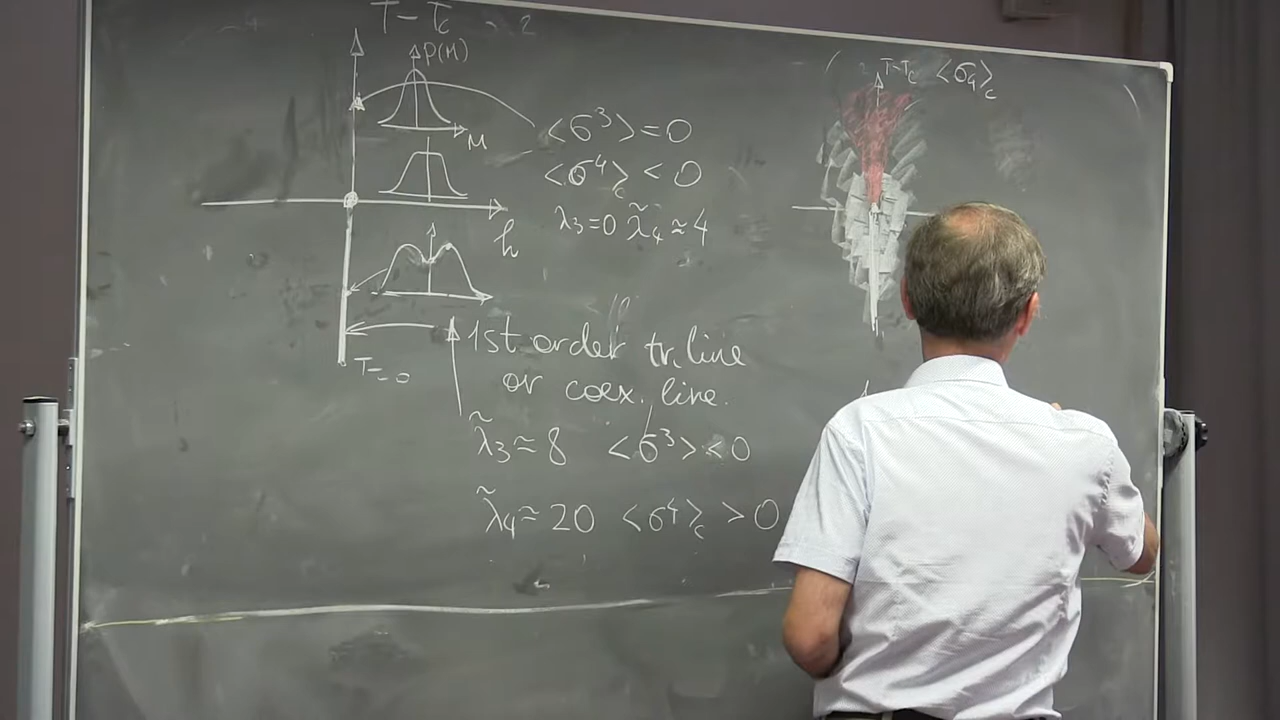 T - Tc
P(M)
M
<σ³> = 0
<σ⁴>c < 0
λ₃=0 λ̃₄ ≈ 4
h
1st order tr. line
or coex. line.
λ̃₃ ≈ 8 <σ³> < 0
λ̃₄ ≈ 20 <σ⁴>c > 0
T-Tc <σ₄>c